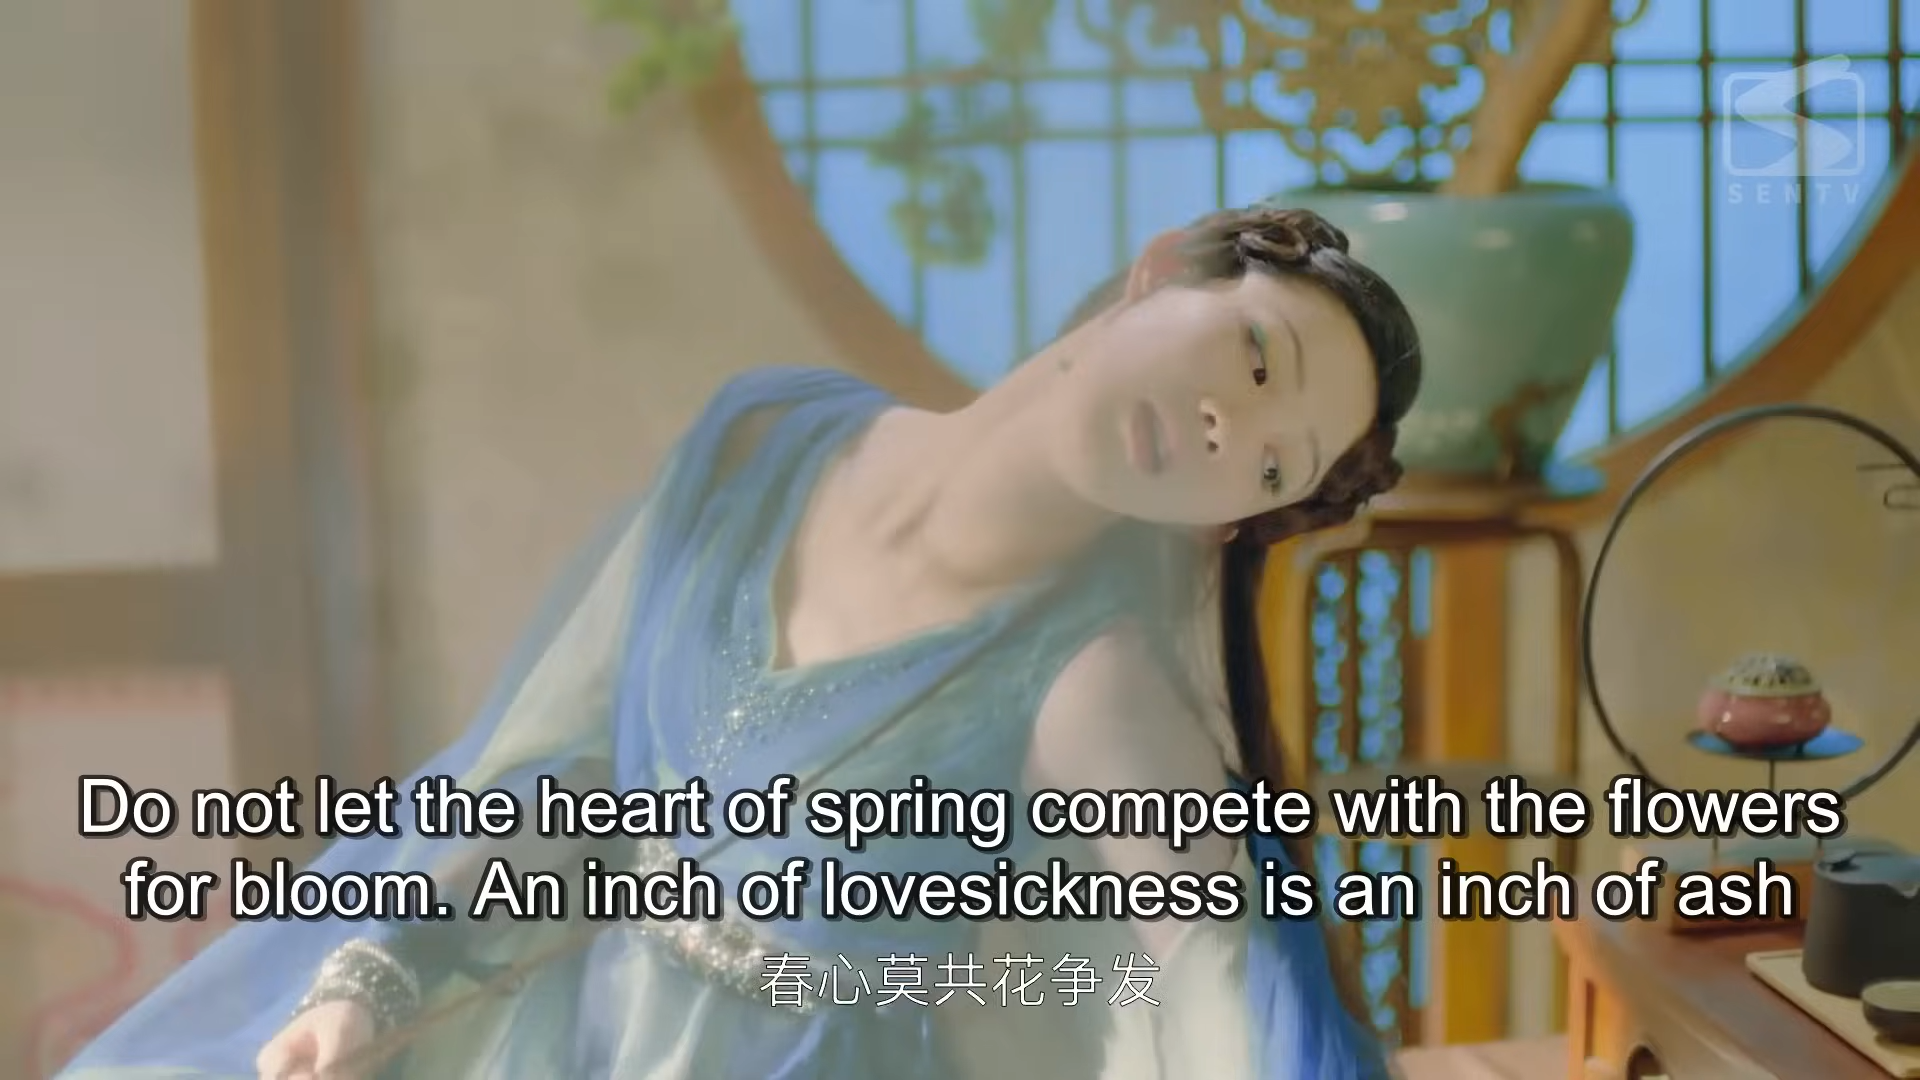 SENTV
Do not let the heart of spring compete with the flowers
for bloom. An inch of lovesickness is an inch of ash
春心莫共花争发